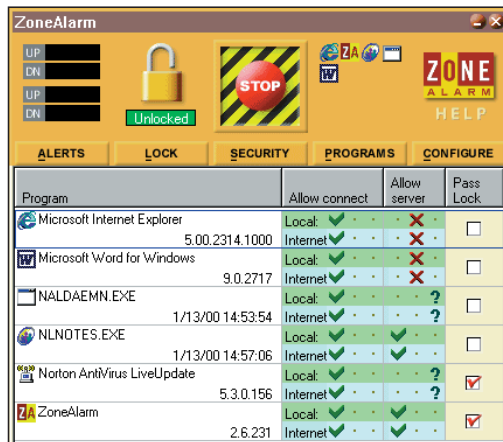 ZoneAlarm
UP
DN
UP
DN
Unlocked
STOP
ZA
W
ZONE
ALARM
HELP
ALERTS LOCK SECURITY PROGRAMS CONFIGURE
Program Allow connect Allow server Pass Lock
Microsoft Internet Explorer Local:
5.00.2314.1000 Internet
Microsoft Word for Windows Local:
9.0.2717 Internet
NALDAEMN.EXE Local: ?
1/13/00 14:53:54 Internet ?
NLNOTES.EXE Local:
1/13/00 14:57:06 Internet
Norton AntiVirus LiveUpdate Local: ?
5.3.0.156 Internet ?
ZA ZoneAlarm Local:
2.6.231 Internet